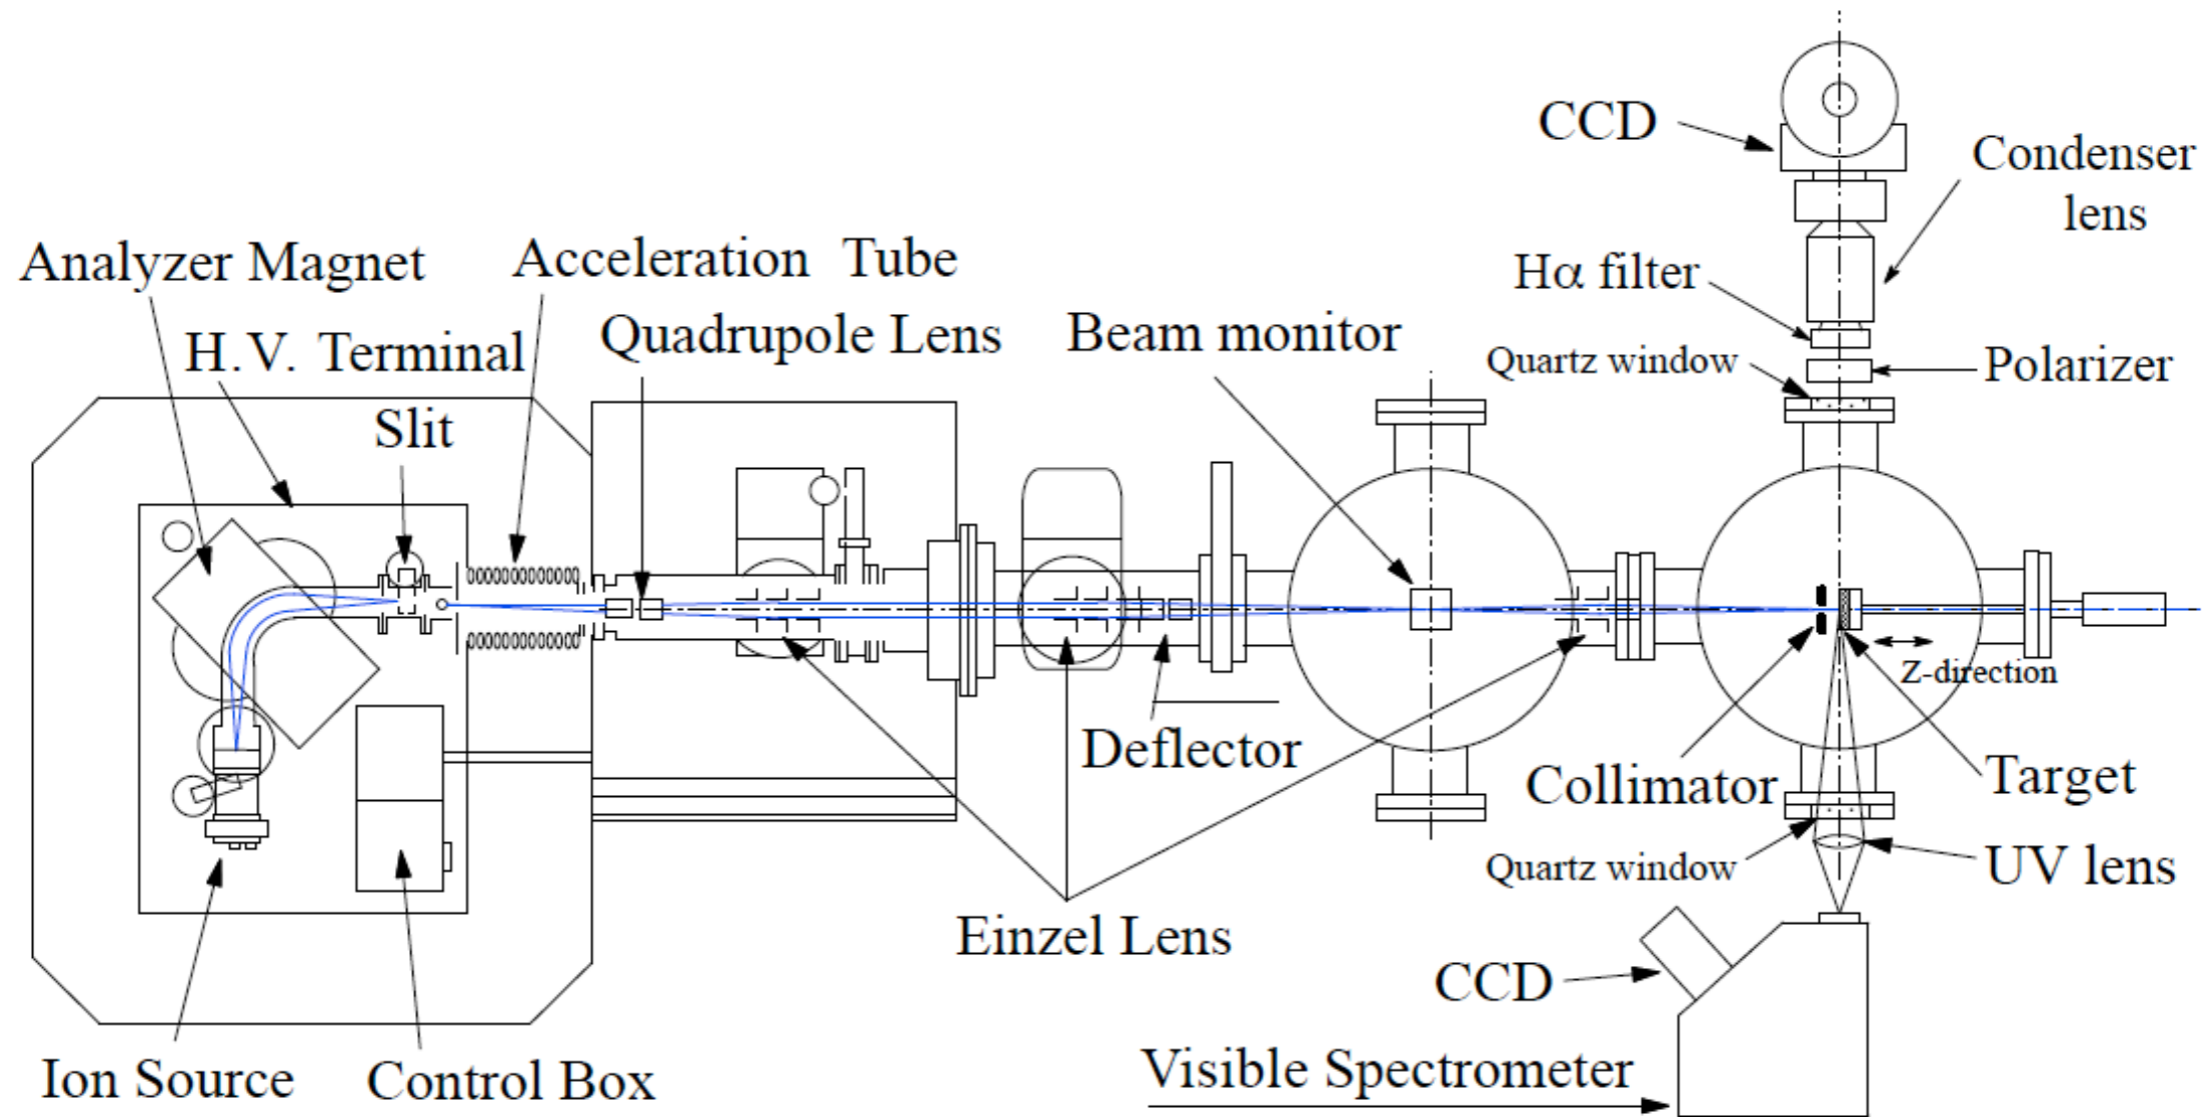 CCD
Condenser
lens
Analyzer Magnet
Acceleration Tube
Hα filter
H.V. Terminal
Quadrupole Lens
Beam monitor
Quartz window
Polarizer
Slit
Z-direction
Deflector
Collimator
Target
Quartz window
UV lens
Einzel Lens
CCD
Ion Source
Control Box
Visible Spectrometer